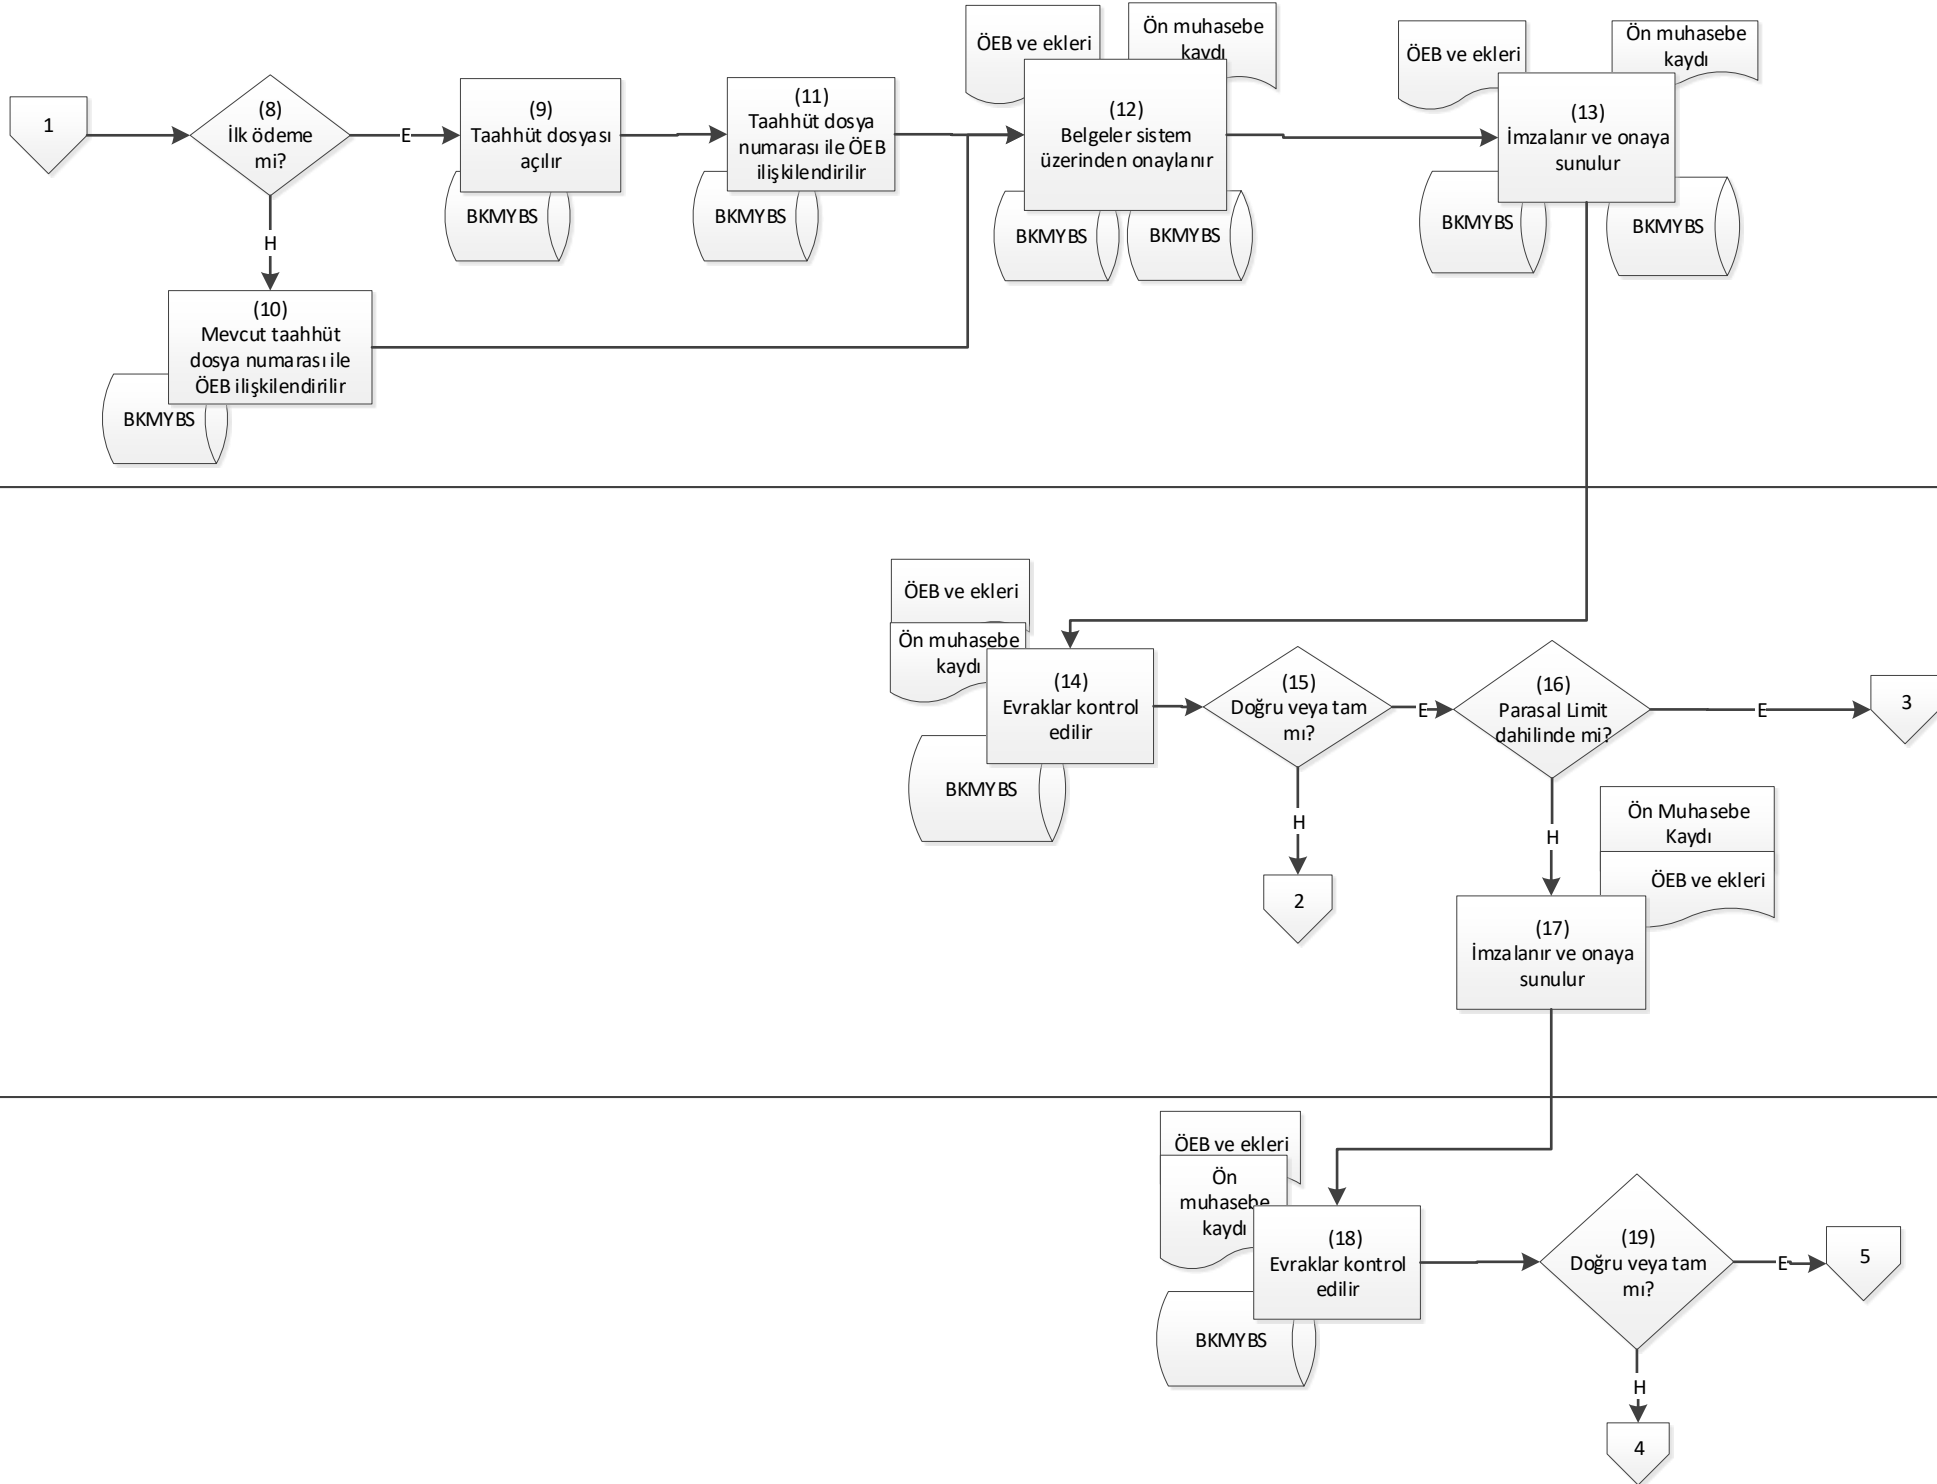 ÖEB ve ekleri
Ön muhasebe
kaydı
ÖEB ve ekleri
Ön muhasebe
kaydı
1
(8)
İlk ödeme
mi?
E
(9)
Taahhüt dosyası
açılır
BKMYBS
(11)
Taahhüt dosya
numarası ile ÖEB
ilişkilendirilir
BKMYBS
(12)
Belgeler sistem
üzerinden onaylanır
BKMYBS
BKMYBS
(13)
İmzalanır ve onaya
sunulur
BKMYBS
BKMYBS
H
(10)
Mevcut taahhüt
dosya numarası ile
ÖEB ilişkilendirilir
BKMYBS
ÖEB ve ekleri
Ön muhasebe
kaydı
(14)
Evraklar kontrol
edilir
BKMYBS
(15)
Doğru veya tam
mı?
E
(16)
Parasal Limit
dahilinde mi?
E
3
H
2
H
Ön Muhasebe
Kaydı
ÖEB ve ekleri
(17)
İmzalanır ve onaya
sunulur
ÖEB ve ekleri
Ön
muhasebe
kaydı
(18)
Evraklar kontrol
edilir
BKMYBS
(19)
Doğru veya tam
mı?
E
5
H
4